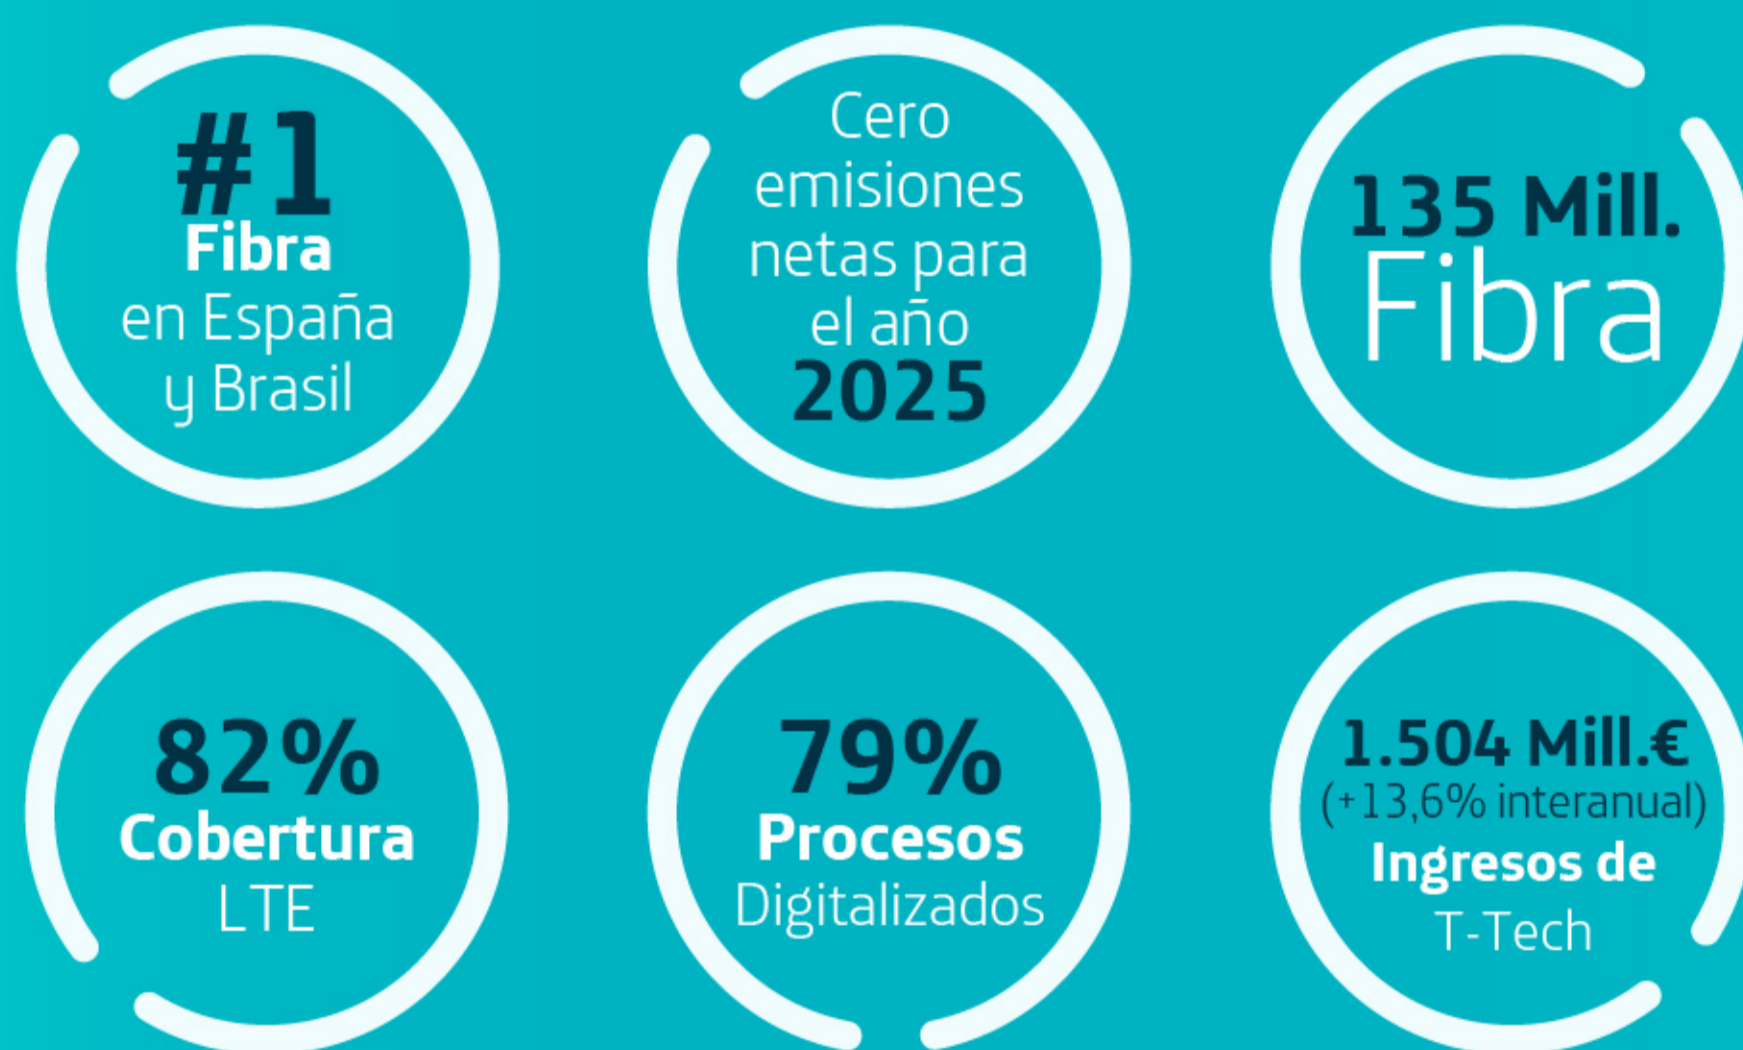 #1
Fibra
en España
y Brasil
Cero
emisiones
netas para
el año
2025
135 Mill.
Fibra
82%
Cobertura
LTE
79%
Procesos
Digitalizados
1.504 Mill.€
(+13,6% interanual)
Ingresos de
T-Tech